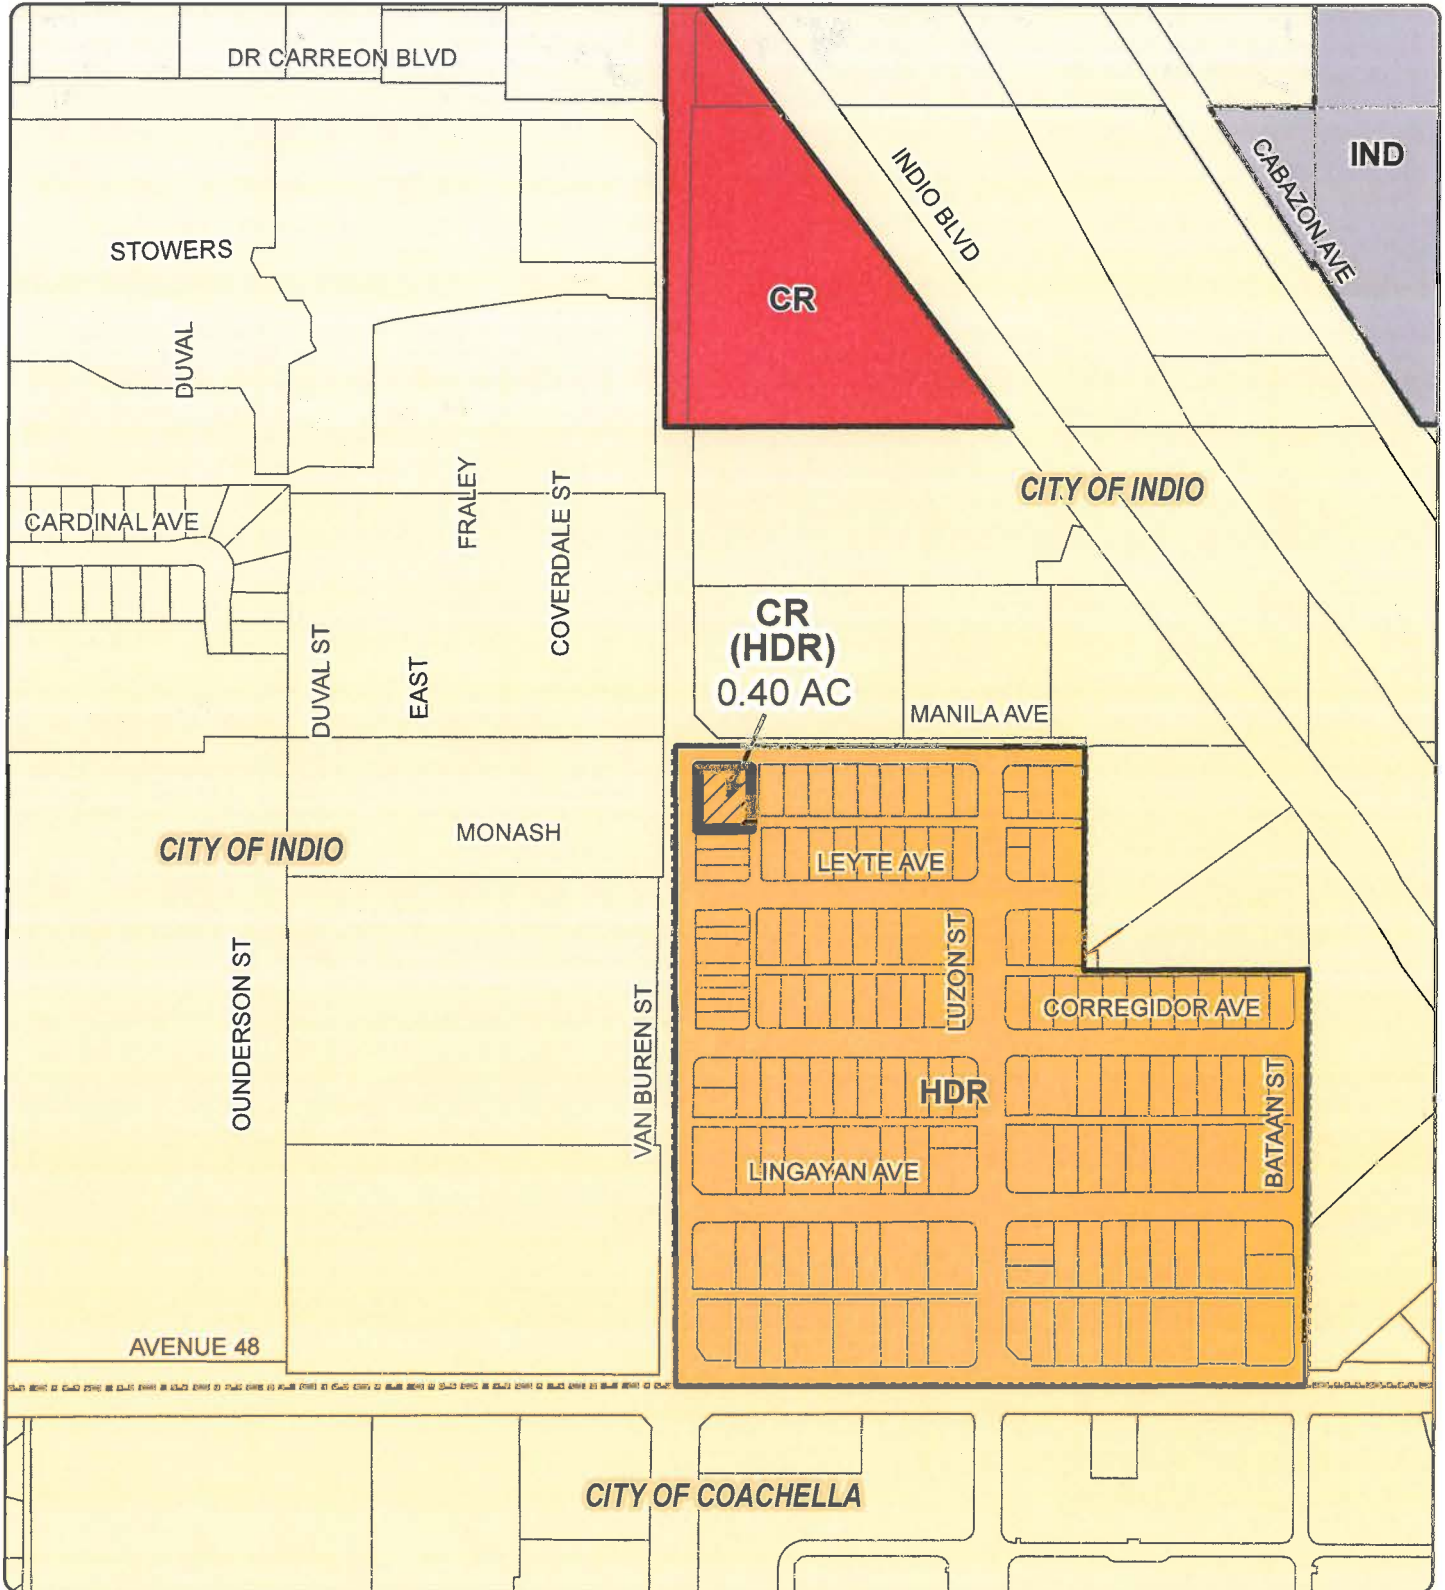 DR CARREON BLVD
IND
CABAZON AVE
INDIO BLVD
STOWERS
CR
DUVAL
CITY OF INDIO
FRALEY
COVERDALE ST
CARDINAL AVE
CR
(HDR)
0.40 AC
DUVAL ST
EAST
MANILA AVE
CITY OF INDIO
MONASH
LEYTE AVE
LUZON ST
OUNDERSON ST
VAN BUREN ST
CORREGIDOR AVE
HDR
BATAAN ST
LINGAYAN AVE
AVENUE 48
CITY OF COACHELLA